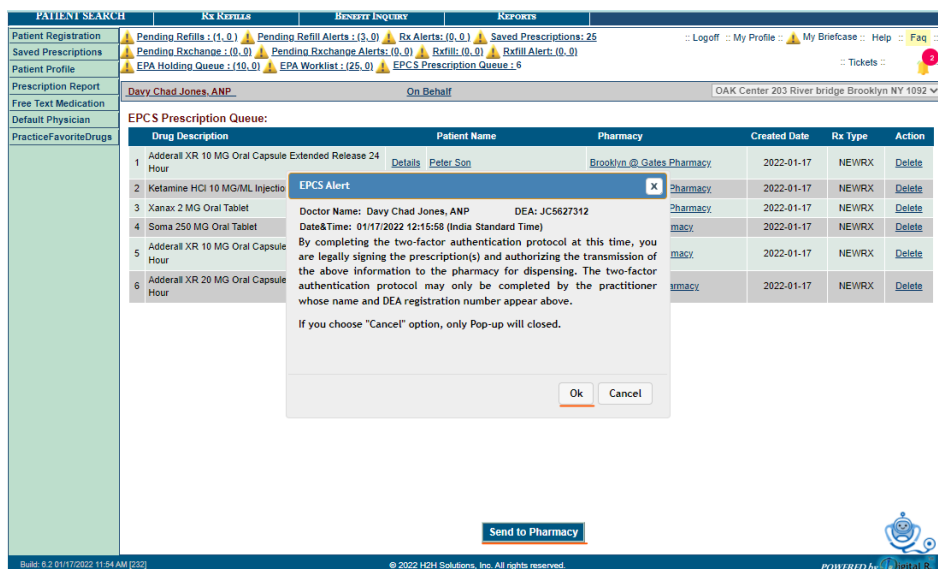 PATIENT SEARCH RX REFILLS BENEFIT INQUIRY REPORTS
Patient Registration
Saved Prescriptions
Patient Profile
Prescription Report
Free Text Medication
Default Physician
PracticeFavoriteDrugs
Pending Refills : (1, 0 ) Pending Refill Alerts : (3, 0) Rx Alerts: (0, 0 ) Saved Prescriptions: 25
Pending Rxchange : (0, 0) Pending Rxchange Alerts: (0, 0) Rxfill: (0, 0) Rxfill Alert: (0, 0)
EPA Holding Queue : (10, 0) EPA Worklist : (25, 0) EPCS Prescription Queue : 6
:: Logoff :: My Profile :: My Briefcase :: Help :: Faq ::
:: Tickets :: 2
Davy Chad Jones, ANP On Behalf OAK Center 203 River bridge Brooklyn NY 1092
EPCS Prescription Queue:
Drug Description Patient Name Pharmacy Created Date Rx Type Action
1 Adderall XR 10 MG Oral Capsule Extended Release 24
Hour Details Peter Son Brooklyn @ Gates Pharmacy 2022-01-17 NEWRX Delete
2 Ketamine HCl 10 MG/ML Injectio Pharmacy 2022-01-17 NEWRX Delete
3 Xanax 2 MG Oral Tablet Pharmacy 2022-01-17 NEWRX Delete
4 Soma 250 MG Oral Tablet macy 2022-01-17 NEWRX Delete
5 Adderall XR 10 MG Oral Capsule
Hour macy 2022-01-17 NEWRX Delete
6 Adderall XR 20 MG Oral Capsule
Hour armacy 2022-01-17 NEWRX Delete
EPCS Alert x
Doctor Name: Davy Chad Jones, ANP DEA: JC5627312
Date&Time: 01/17/2022 12:15:58 (India Standard Time)
By completing the two-factor authentication protocol at this time, you
are legally signing the prescription(s) and authorizing the transmission of
the above information to the pharmacy for dispensing. The two-factor
authentication protocol may only be completed by the practitioner
whose name and DEA registration number appear above.
If you choose "Cancel" option, only Pop-up will closed.
Ok Cancel
Send to Pharmacy
Build: 6.2 01/17/2022 11:54 AM [232] © 2022 H2H Solutions, Inc. All rights reserved. POWERED by Digital R